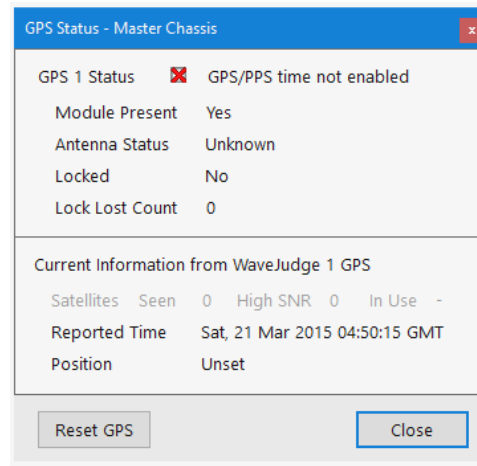 GPS Status - Master Chassis x
GPS 1 Status GPS/PPS time not enabled
Module Present Yes
Antenna Status Unknown
Locked No
Lock Lost Count 0
Current Information from WaveJudge 1 GPS
Satellites Seen 0 High SNR 0 In Use -
Reported Time Sat, 21 Mar 2015 04:50:15 GMT
Position Unset
Reset GPS Close